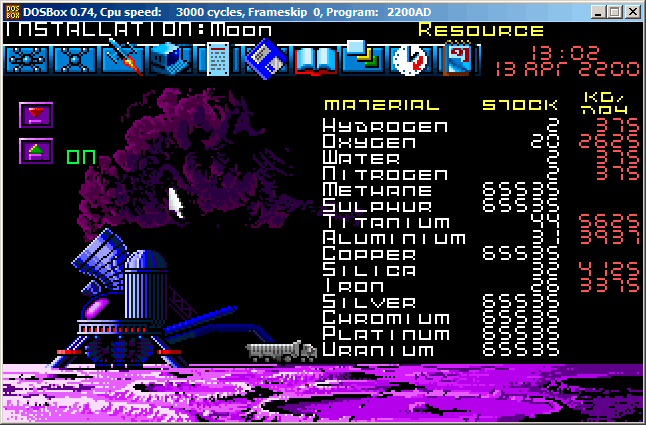 DOSBox 0.74, Cpu speed: 3000 cycles, Frameskip 0, Program: 2200AD
INSTALLATION:Moon RESOURCE
13:02
13 APR 2200
MATERIAL STOCK KG/DAY
HYDROGEN 2 375
OXYGEN 20 2625
WATER 2 375
NITROGEN 2 375
METHANE 65535
SULPHUR 65535
TITANIUM 44 5625
ALUMINIUM 31 3937
COPPER 65535
SILICA 32 4125
IRON 26 3375
SILVER 65535
CHROMIUM 65535
PLATINUM 65535
URANIUM 65535
ON